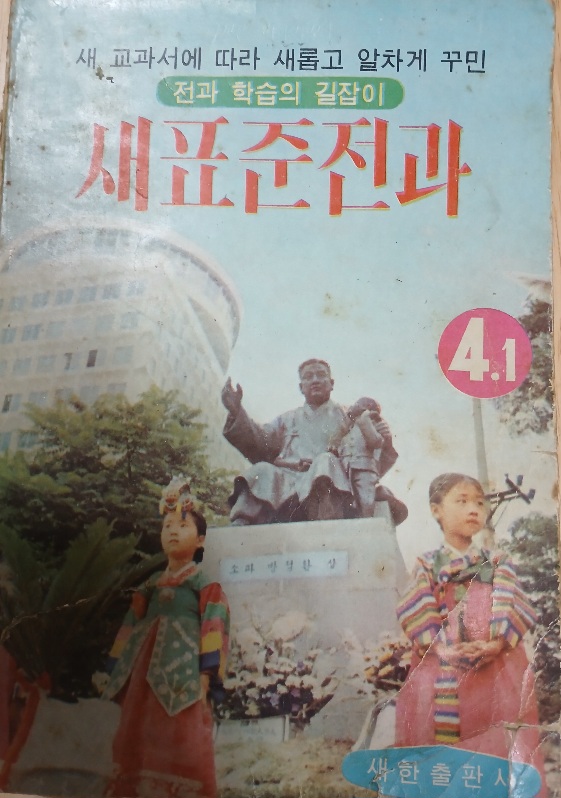 새 교과서에 따라 새롭고 알차게 꾸민
전과 학습의 길잡이
새표준전과
4.1
소파 방정환 상
새한출판사